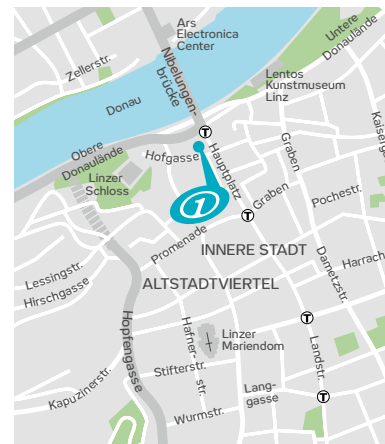 Ars
Electronica
Center
Untere
Donaulände
Zellerstr.
Nibelungen-
brücke
Lentos
Kunstmuseum
Linz
Donau
Kaiserg
T
Obere
Donaulände
Hofgasse
Hauptplatz
Graben
Linzer
Schloss
1
Graben
Pochestr.
T
Promenade
INNERE STADT
Lessingstr.
Hirschgasse
ALTSTADTVIERTEL
Dametzstr.
Harrach
Hopfengasse
Hafner-
str.
Linzer
Mariendom
T
Landstr.
Stifterstr.
Kapuzinerstr.
Lang-
gasse
T
Wurmstr.